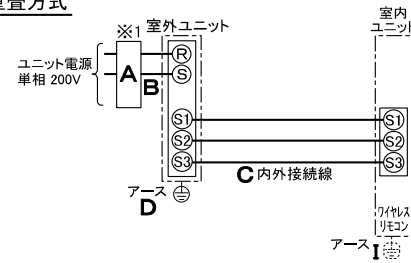 重畳方式
※1
室外ユニット
室内
ユニット
ユニット電源
単相 200V
A
B
R
S
S1
S2
S3
S1
S2
S3
C 内外接続線
アース
D
ワイヤレス
リモコン
アース
I